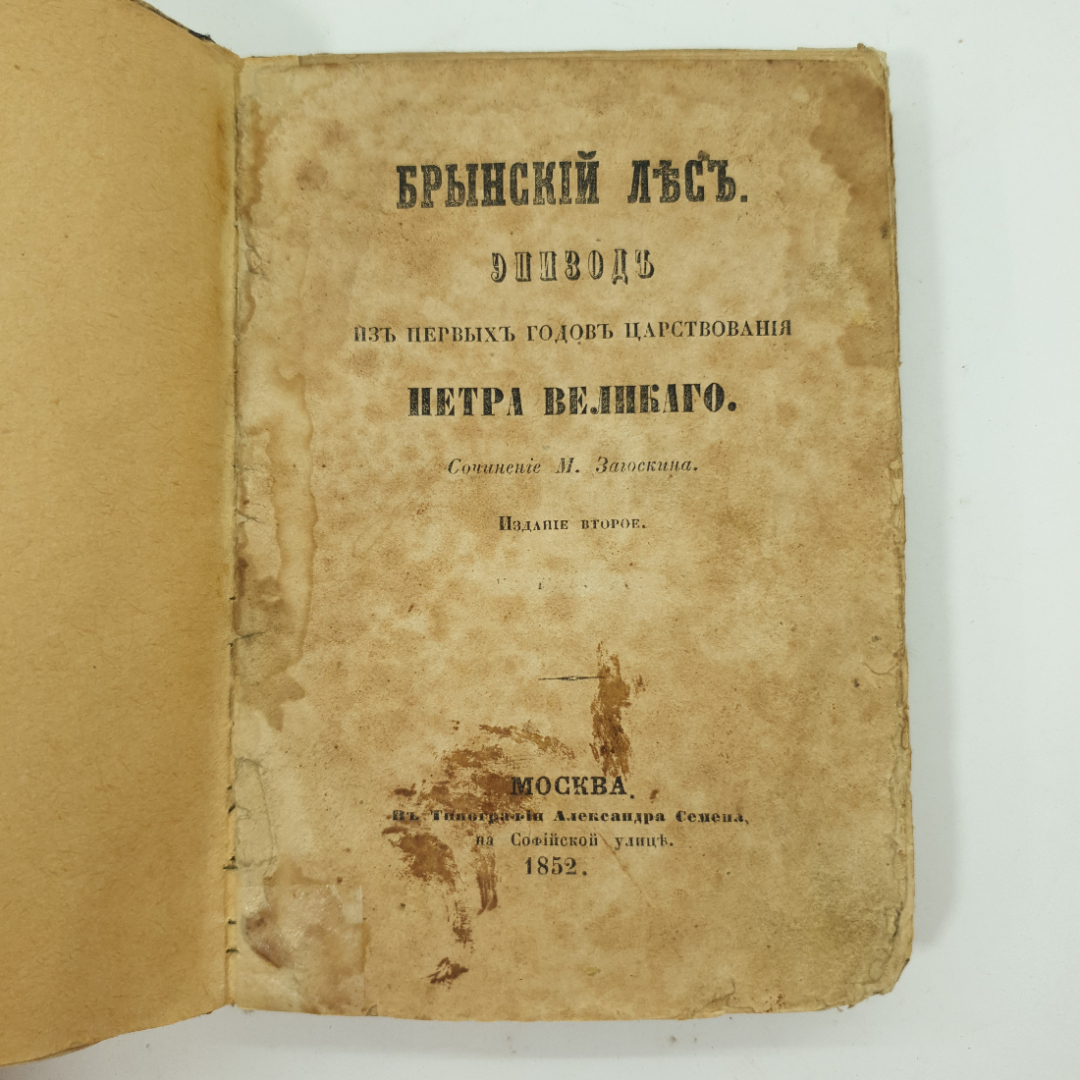 БРЫНСКІЙ ЛѢСЪ.
ЭПИЗОДЪ
ИЗЪ ПЕРВЫХЪ ГОДОВЪ ЦАРСТВОВАНІЯ
ПЕТРА ВЕЛИКАГО.
Сочиненіе М. Загоскина.
Изданіе второе.
МОСКВА.
Въ Типографіи Александра Семена,
на Софійской улицѣ.
1852.